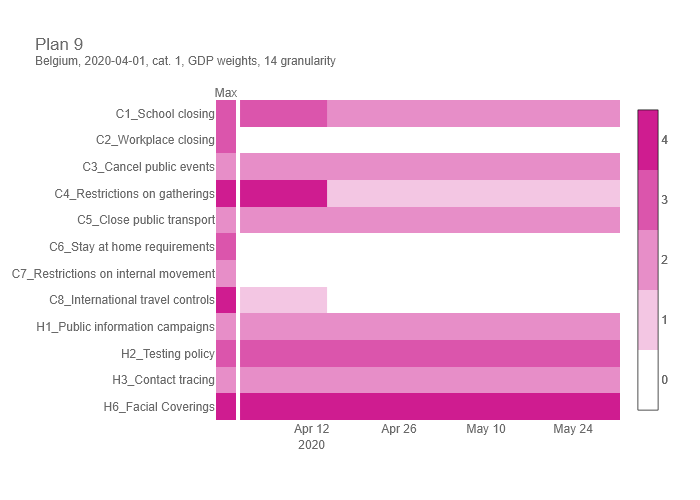 Plan 9
Belgium, 2020-04-01, cat. 1, GDP weights, 14 granularity
Max
C1_School closing
C2_Workplace closing
C3_Cancel public events
C4_Restrictions on gatherings
C5_Close public transport
C6_Stay at home requirements
C7_Restrictions on internal movement
C8_International travel controls
H1_Public information campaigns
H2_Testing policy
H3_Contact tracing
H6_Facial Coverings
Apr 12 Apr 26 May 10 May 24
2020
4
3
2
1
0